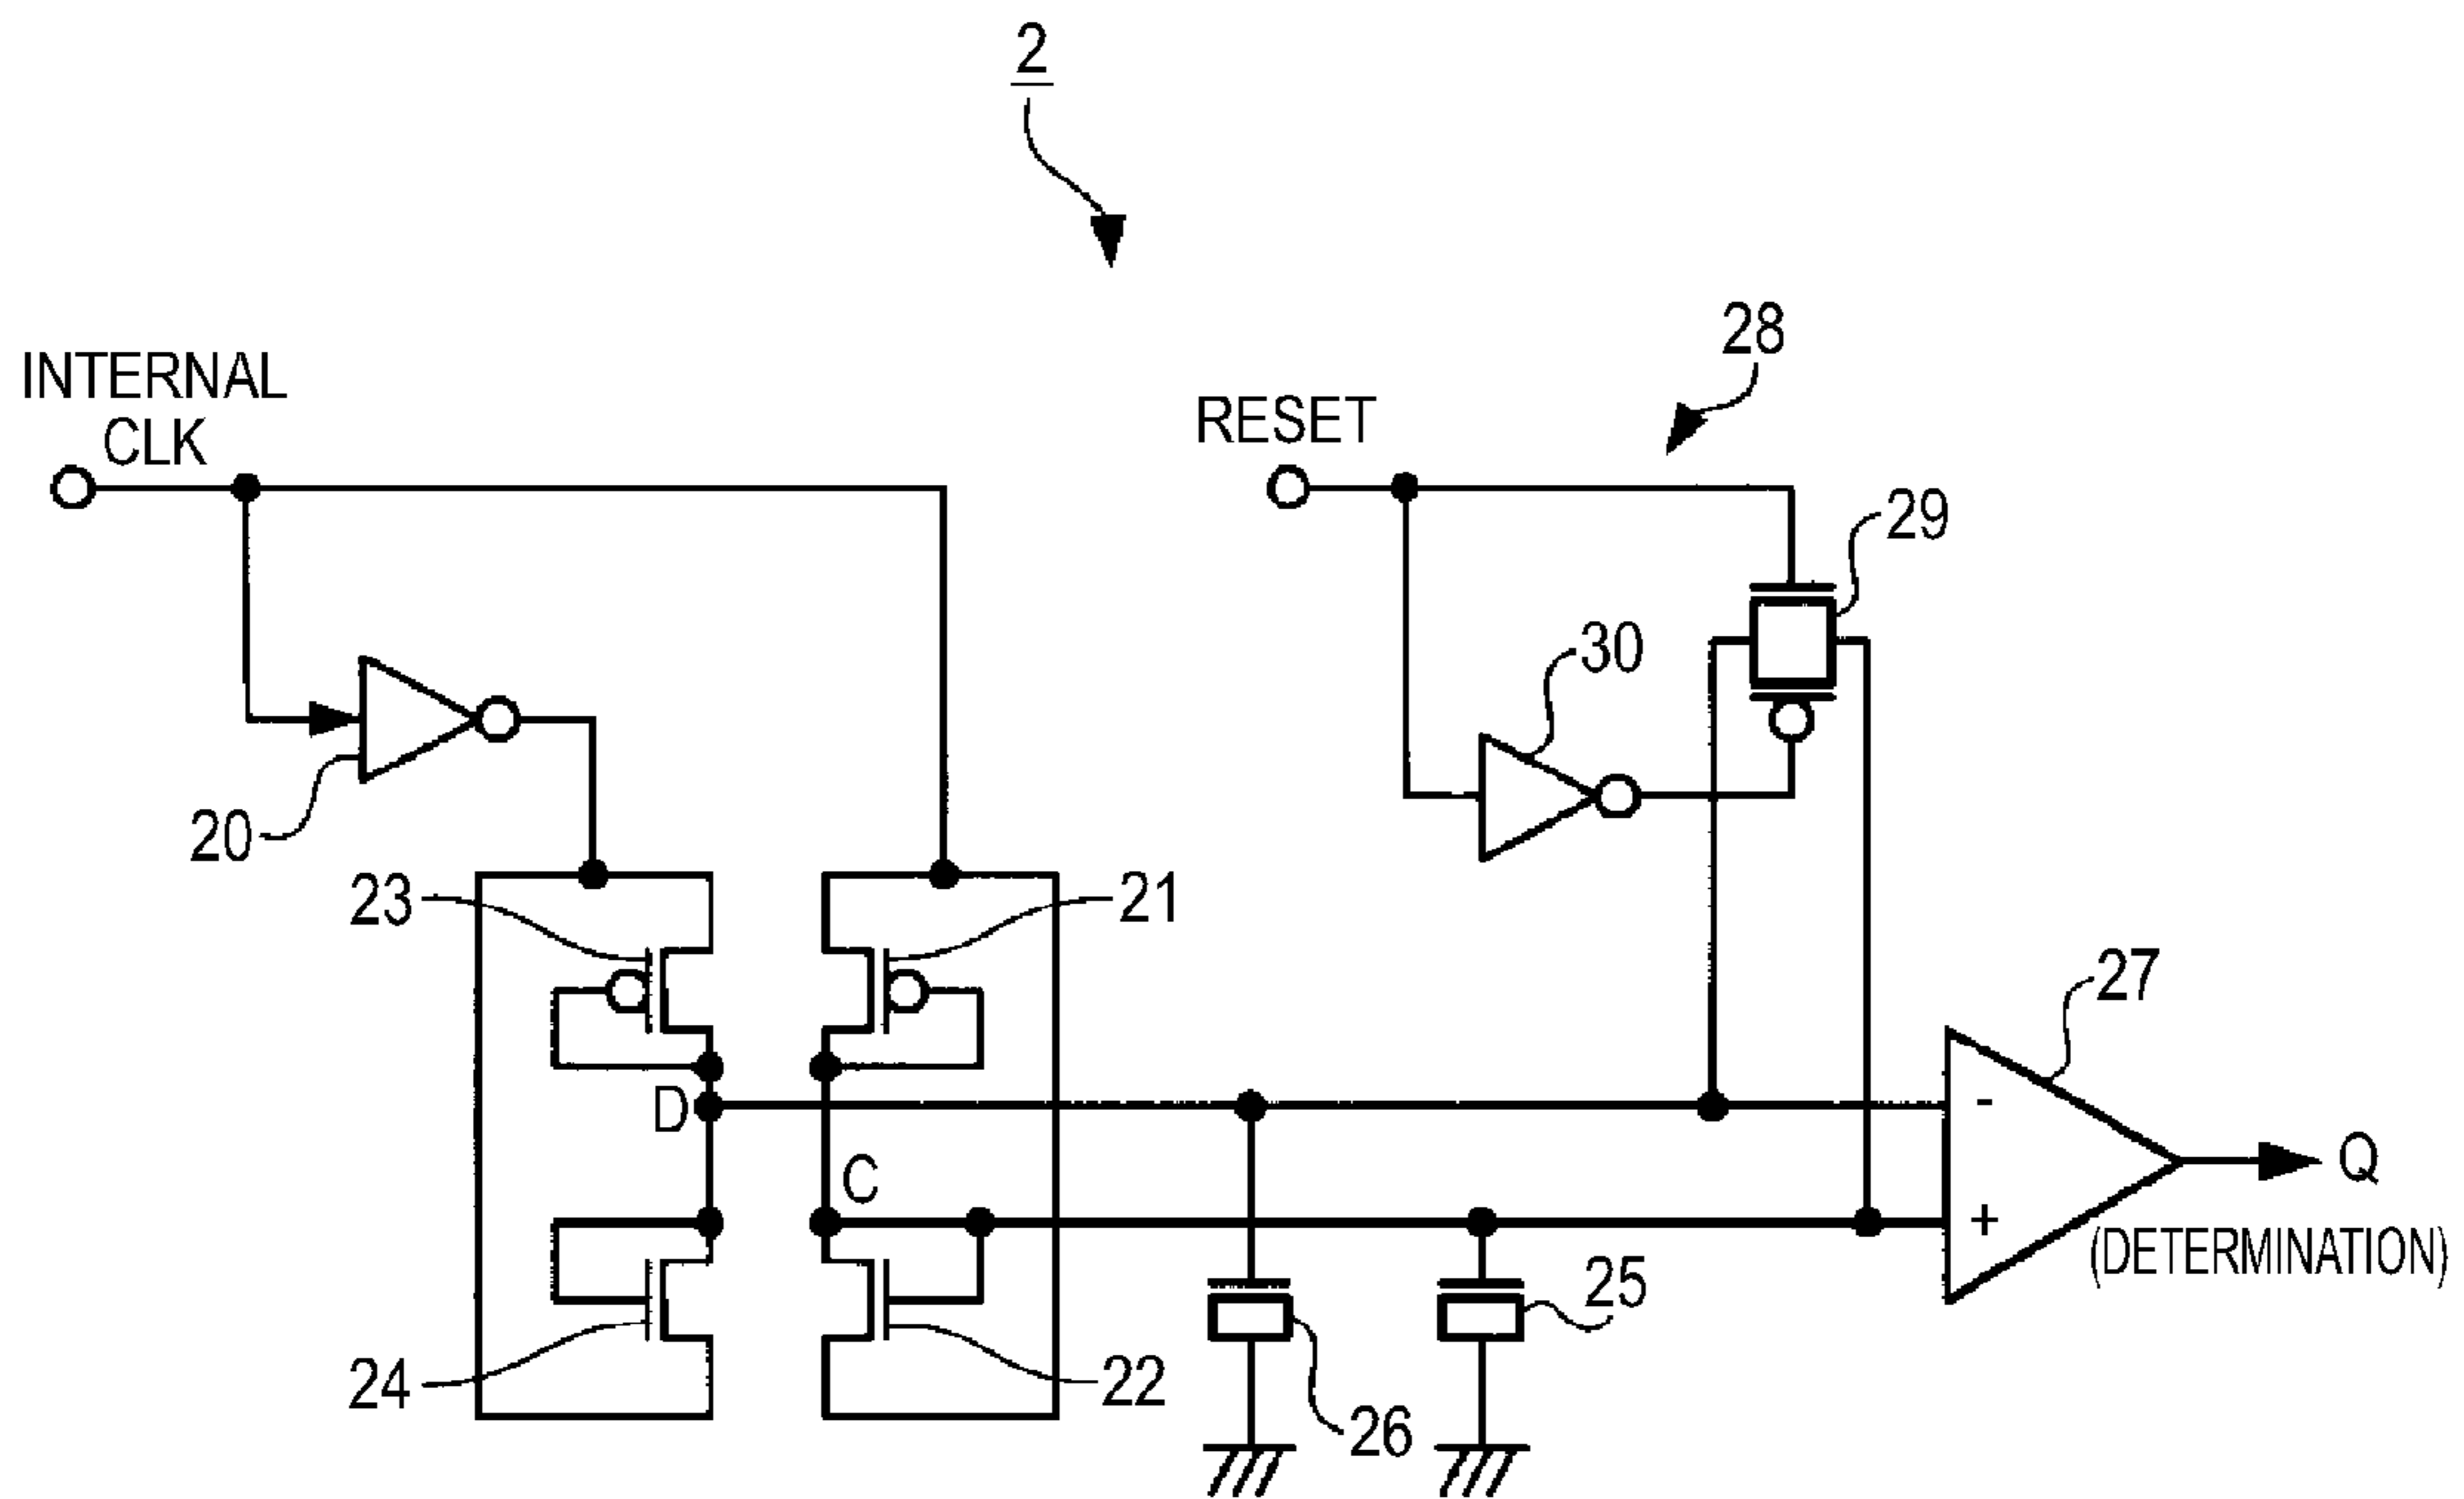 2
28
INTERNAL
CLK
RESET
29
30
20
23
21
27
D
-
C
Q
+
(DETERMINATION)
25
24
22
26